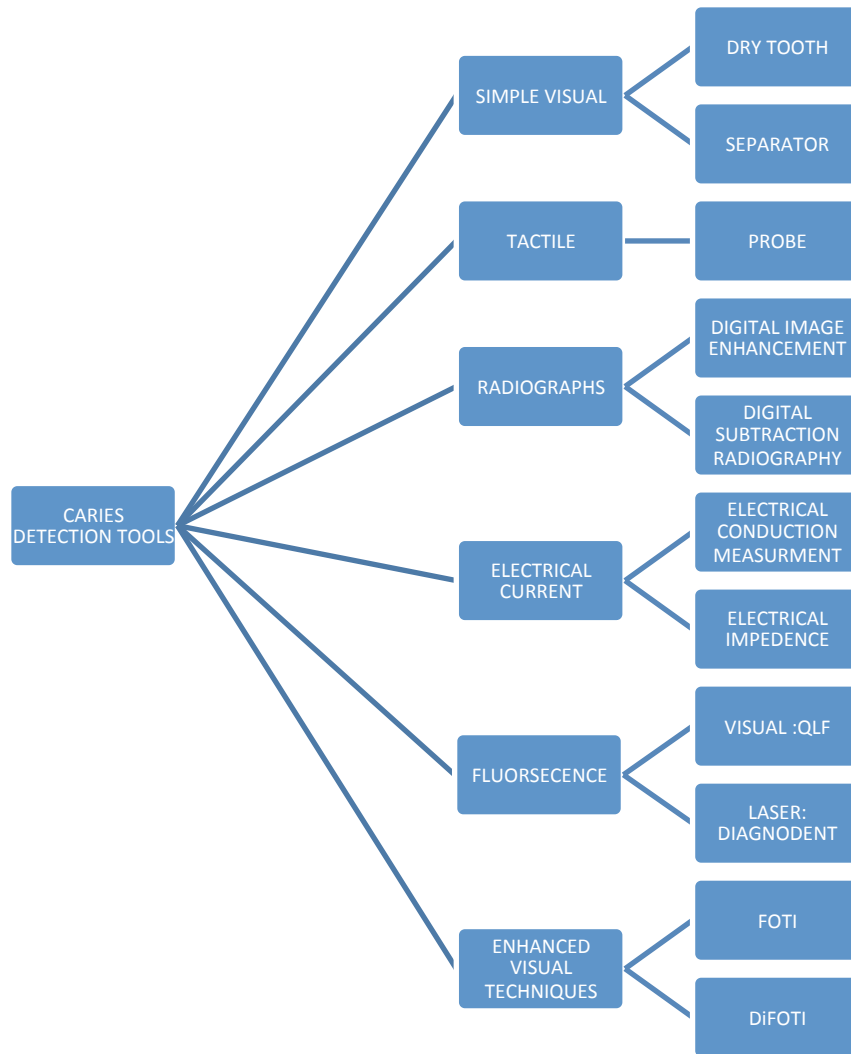 CARIES
DETECTION TOOLS
SIMPLE VISUAL
DRY TOOTH
SEPARATOR
TACTILE
PROBE
RADIOGRAPHS
DIGITAL IMAGE
ENHANCEMENT
DIGITAL
SUBTRACTION
RADIOGRAPHY
ELECTRICAL
CURRENT
ELECTRICAL
CONDUCTION
MEASURMENT
ELECTRICAL
IMPEDENCE
FLUORSECENCE
VISUAL :QLF
LASER:
DIAGNODENT
ENHANCED
VISUAL
TECHNIQUES
FOTI
DiFOTI